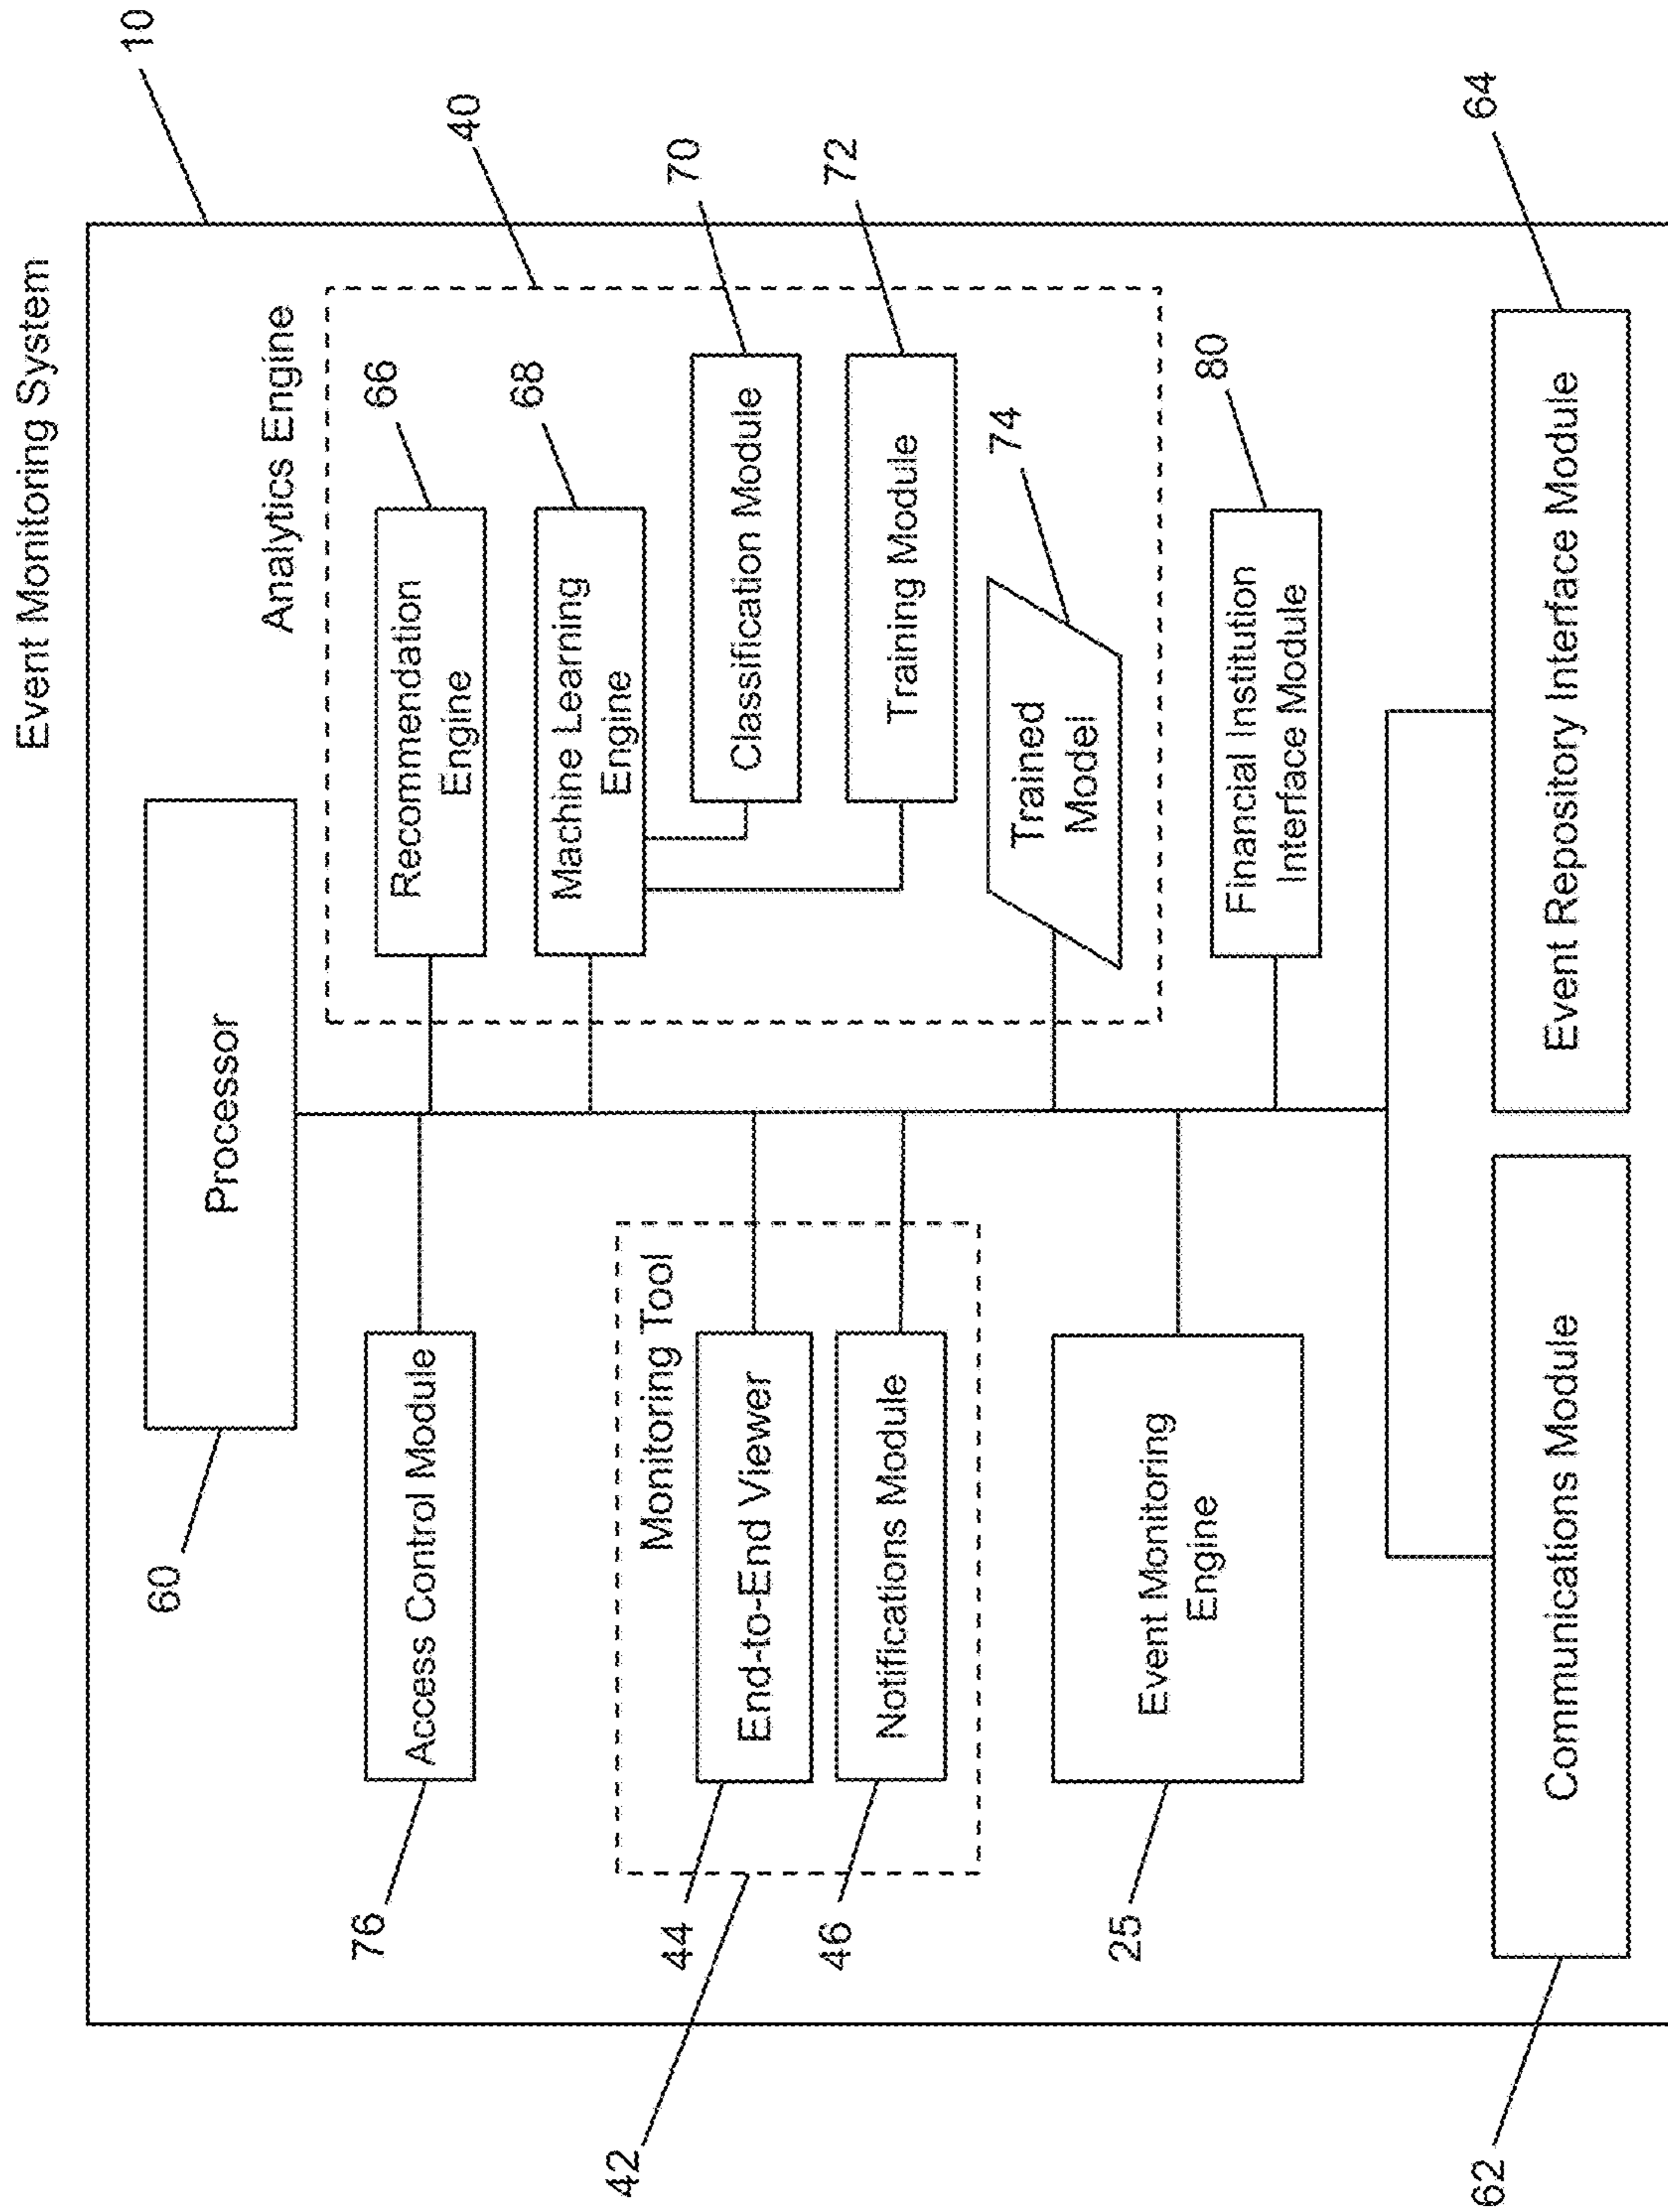 Event Monitoring System
10
Processor
60
Analytics Engine
40
Recommendation
Engine
66
Machine Learning
Engine
68
Classification Module
70
Training Module
72
Trained
Model
74
Access Control Module
76
Monitoring Tool
42
End-to-End Viewer
44
Notifications Module
46
Event Monitoring
Engine
25
Financial Institution
Interface Module
80
Communications Module
62
Event Repository Interface Module
64